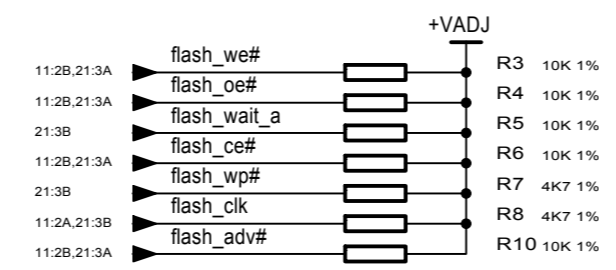 +VADJ
flash_we# R3 10K 1%
11:2B,21:3A
flash_oe# R4 10K 1%
11:2B,21:3A
flash_wait_a R5 10K 1%
21:3B
flash_ce# R6 10K 1%
11:2B,21:3A
flash_wp# R7 4K7 1%
21:3B
flash_clk R8 4K7 1%
11:2A,21:3B
flash_adv# R10 10K 1%
11:2B,21:3A